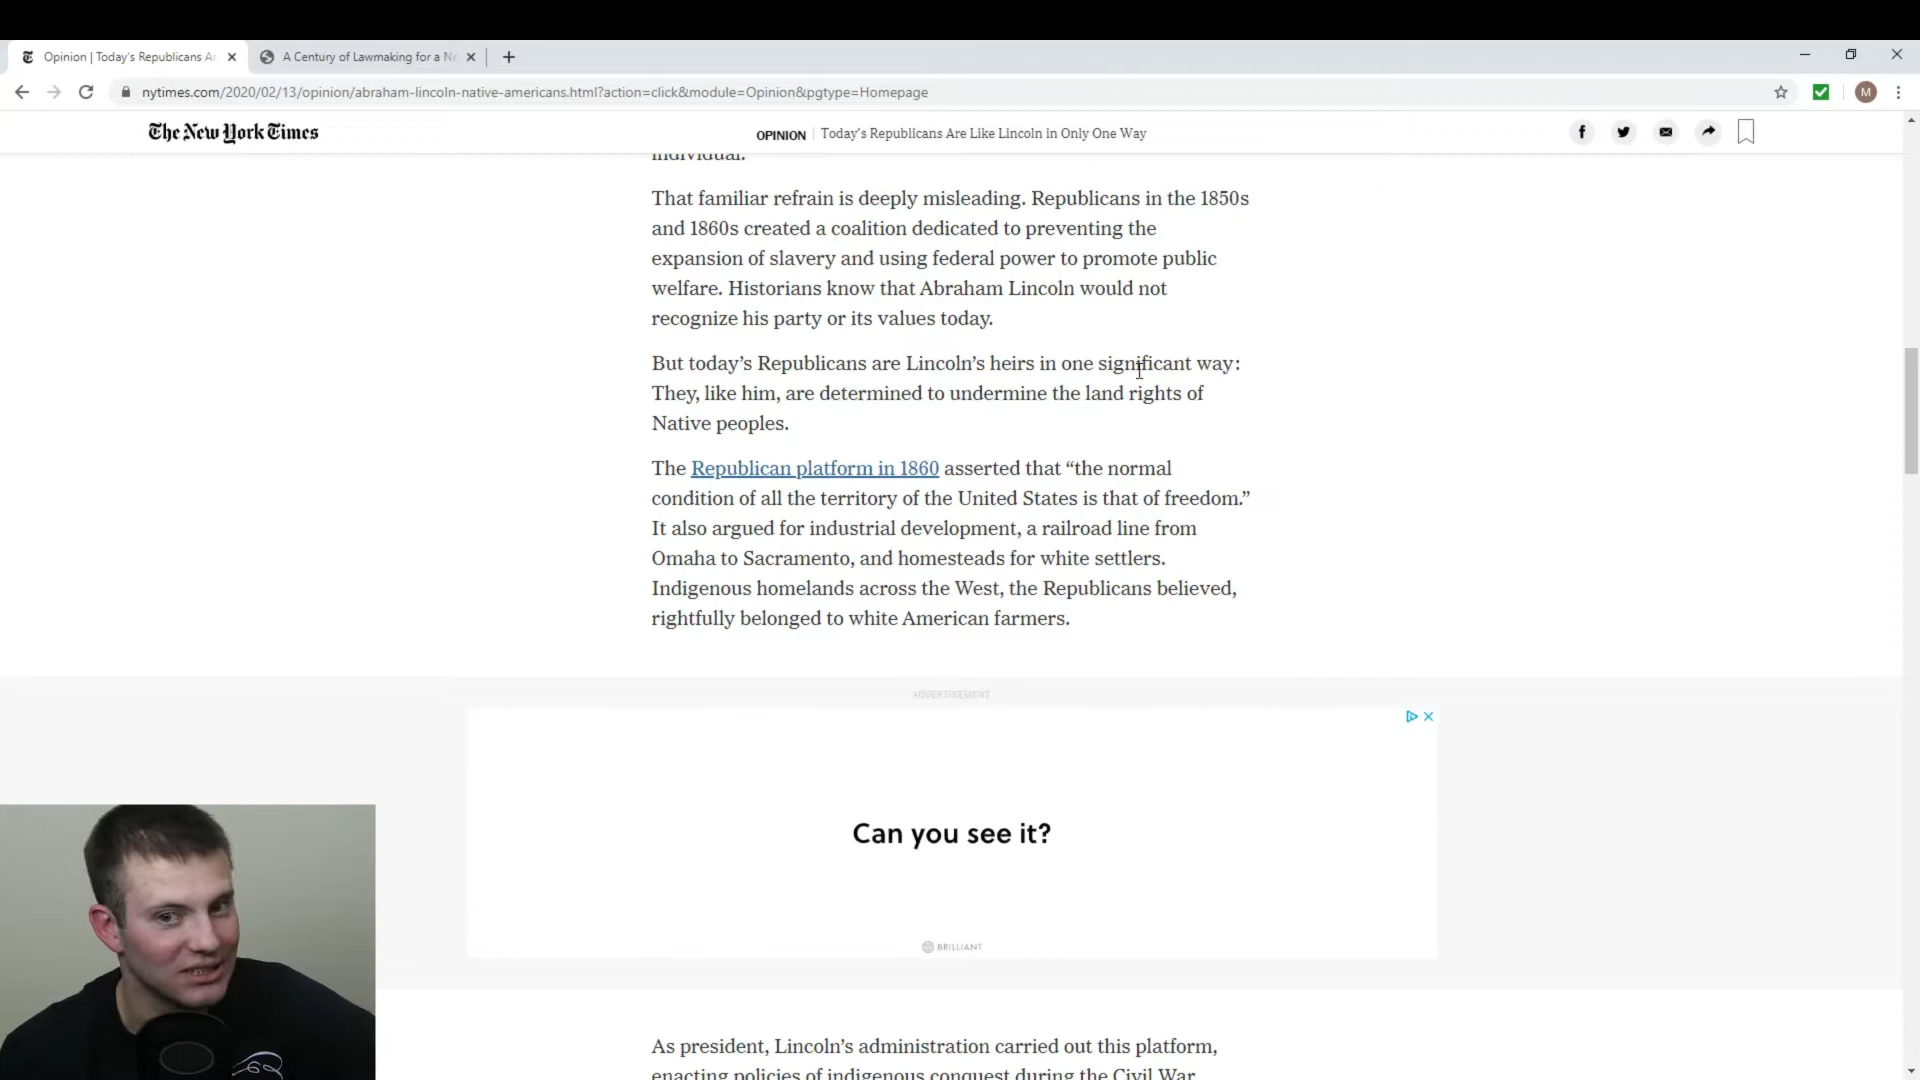 Opinion | Today's Republicans Ar
A Century of Lawmaking for a Ne
nytimes.com/2020/02/13/opinion/abraham-lincoln-native-americans.html?action=click&module=Opinion&pgtype=Homepage
M
The New York Times
OPINION | Today's Republicans Are Like Lincoln in Only One Way
individual.
That familiar refrain is deeply misleading. Republicans in the 1850s
and 1860s created a coalition dedicated to preventing the
expansion of slavery and using federal power to promote public
welfare. Historians know that Abraham Lincoln would not
recognize his party or its values today.
But today’s Republicans are Lincoln’s heirs in one significant way:
They, like him, are determined to undermine the land rights of
Native peoples.
The Republican platform in 1860 asserted that “the normal
condition of all the territory of the United States is that of freedom.”
It also argued for industrial development, a railroad line from
Omaha to Sacramento, and homesteads for white settlers.
Indigenous homelands across the West, the Republicans believed,
rightfully belonged to white American farmers.
ADVERTISEMENT
Can you see it?
BRILLIANT
As president, Lincoln’s administration carried out this platform,
enacting policies of indigenous conquest during the Civil War